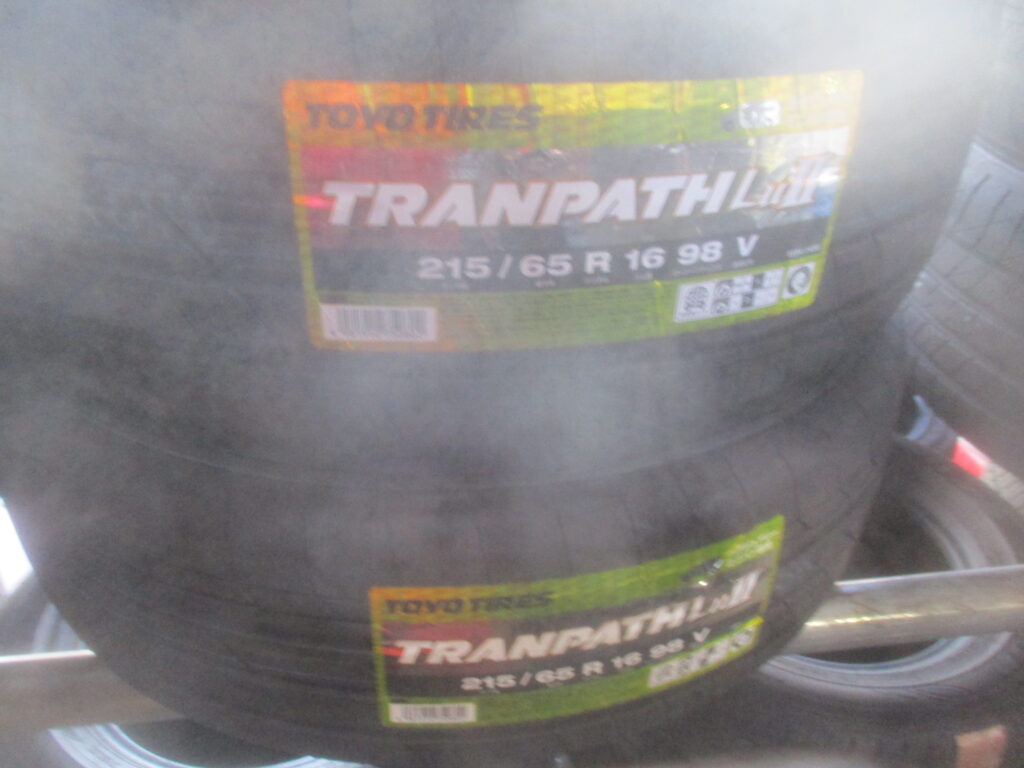 TOYO TIRES
TRANPATH LuII
215/65 R 16 98 V
TOYO TIRES
TRANPATH LuII
215/65 R 16 98 V